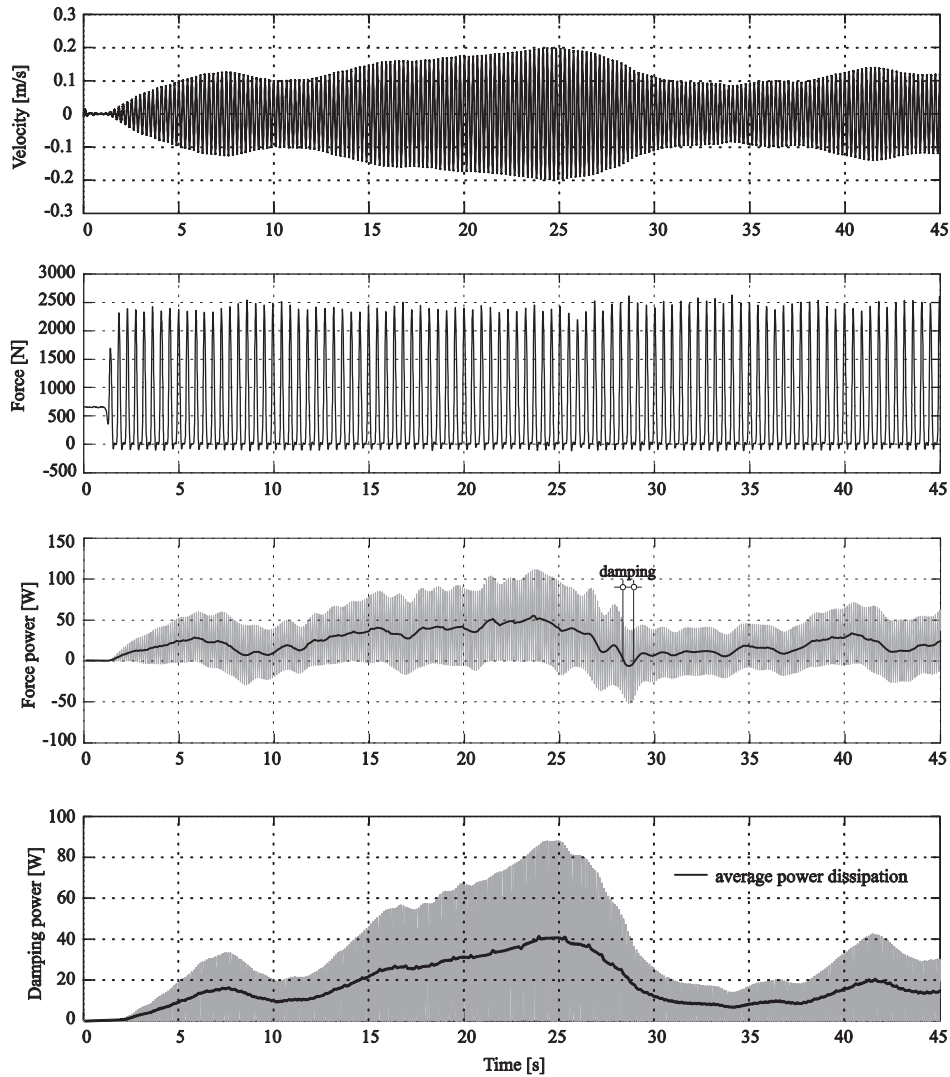 0.3
0.2
0.1
0
-0.1
-0.2
-0.3
Velocity [m/s]
0 5 10 15 20 25 30 35 40 45
3000
2500
2000
1500
1000
500
0
-500
Force [N]
0 5 10 15 20 25 30 35 40 45
150
100
50
0
-50
-100
Force power [W]
damping
0 5 10 15 20 25 30 35 40 45
100
80
60
40
20
0
Damping power [W]
average power dissipation
0 5 10 15 20 25 30 35 40 45
Time [s]